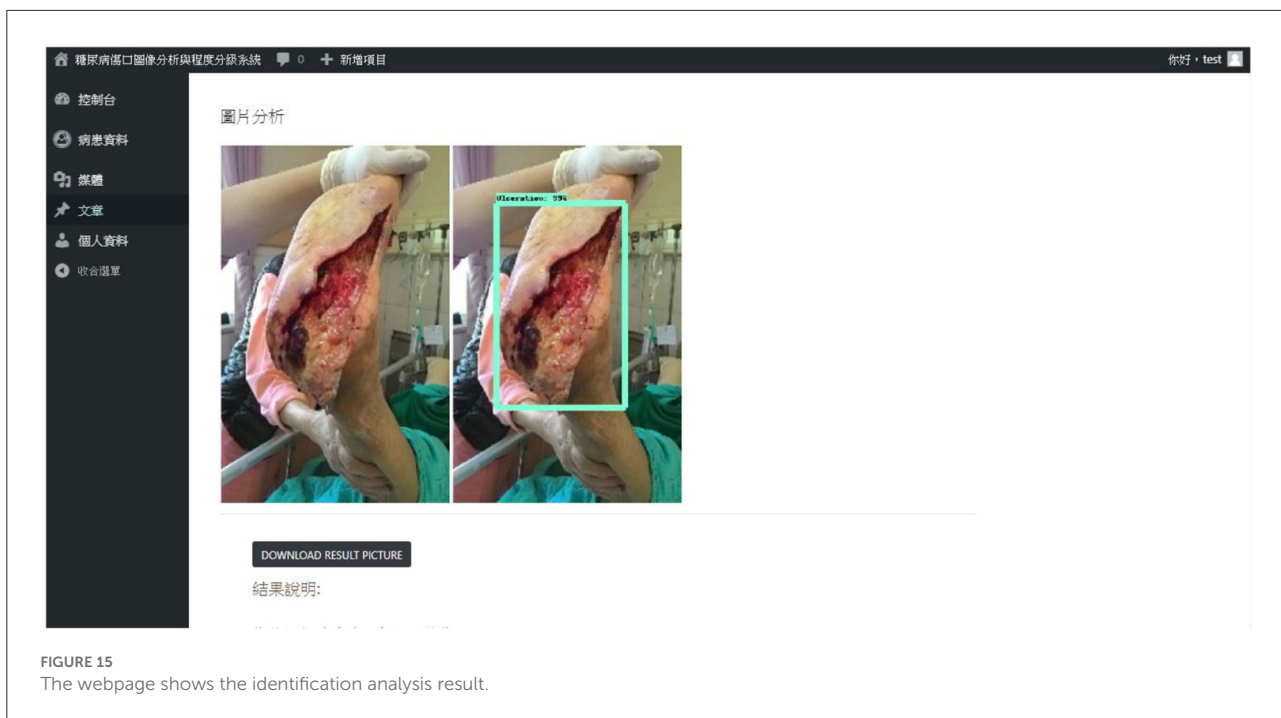 糖尿病傷口圖像分析與程度分級系統 0 新增項目 你好，test
控制台
病患資料
媒體
文章
個人資料
收合選單
圖片分析
Ulceration:
DOWNLOAD RESULT PICTURE
結果說明:
FIGURE 15
The webpage shows the identification analysis result.